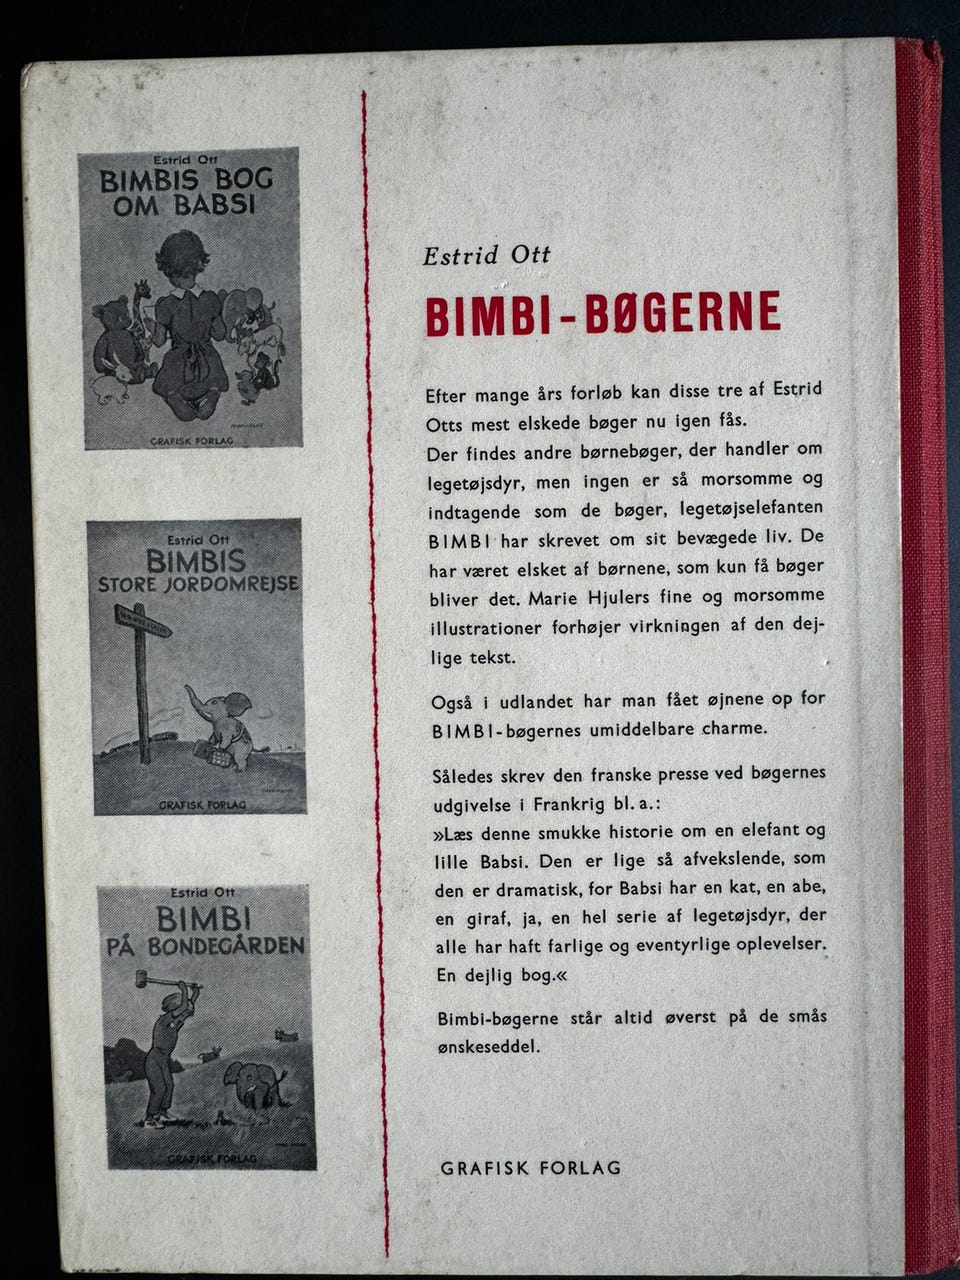 Estrid Ott
BIMBIS BOG
OM BABSI
GRAFISK FORLAG
Estrid Ott
BIMBIS
STORE JORDOMREJSE
GRAFISK FORLAG
Estrid Ott
BIMBI
PÅ BONDEGÅRDEN
GRAFISK FORLAG
Estrid Ott
BIMBI-BØGERNE
Efter mange års forløb kan disse tre af Estrid
Otts mest elskede bøger nu igen fås.
Der findes andre børnebøger, der handler om
legetøjsdyr, men ingen er så morsomme og
indtagende som de bøger, legetøjselefanten
BIMBI har skrevet om sit bevægede liv. De
har været elsket af børnene, som kun få bøger
bliver det. Marie Hjulers fine og morsomme
illustrationer forhøjer virkningen af den dej-
lige tekst.
Også i udlandet har man fået øjnene op for
BIMBI-bøgernes umiddelbare charme.
Således skrev den franske presse ved bøgernes
udgivelse i Frankrig bl. a.:
»Læs denne smukke historie om en elefant og
lille Babsi. Den er lige så afvekslende, som
den er dramatisk, for Babsi har en kat, en abe,
en giraf, ja, en hel serie af legetøjsdyr, der
alle har haft farlige og eventyrlige oplevelser.
En dejlig bog.«
Bimbi-bøgerne står altid øverst på de smås
ønskeseddel.
GRAFISK FORLAG